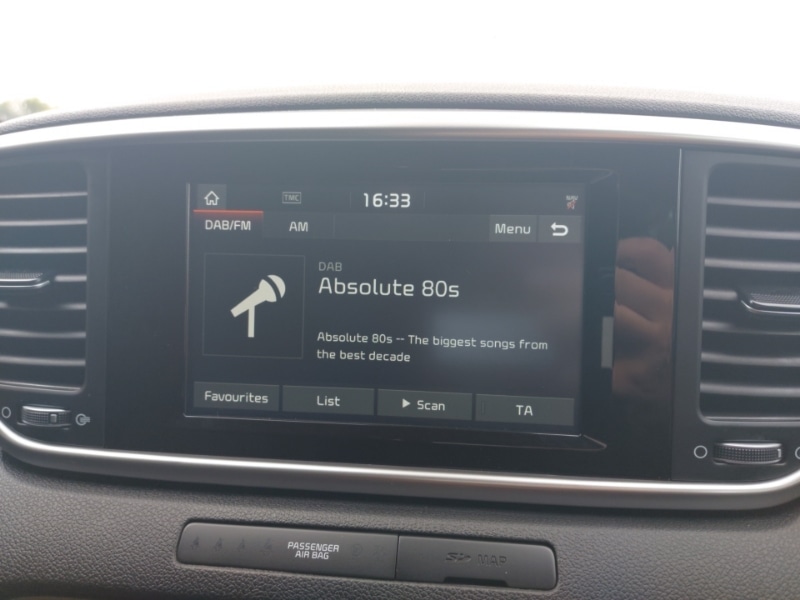 TMC
16:33
DAB/FM
AM
Menu
DAB
Absolute 80s
Absolute 80s -- The biggest songs from
the best decade
Favourites
List
Scan
TA
PASSENGER
AIR BAG
MAP